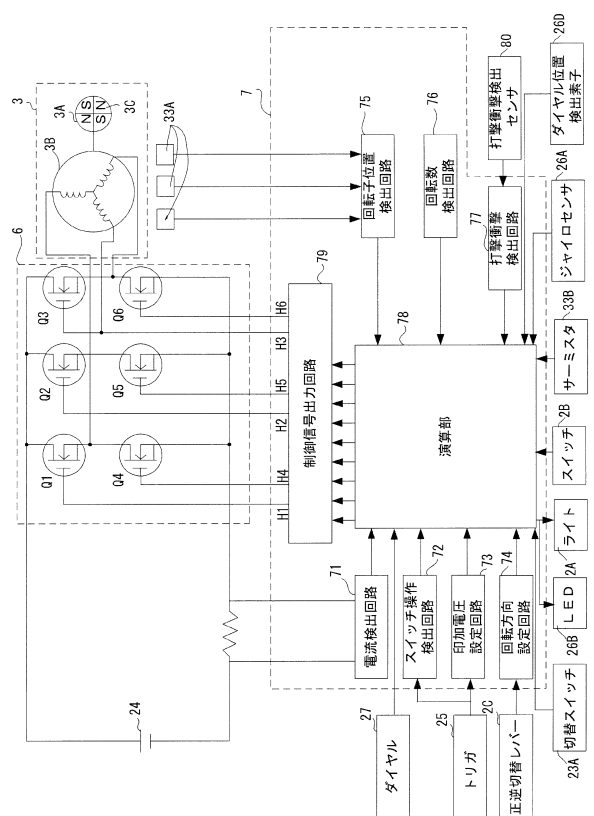 3
3A
3B
N S
S N
3C
33A
6
Q1
Q2
Q3
Q4
Q5
Q6
24
7
H1
H4
H2
H5
H3
H6
制御信号出力回路
79
75
回転子位置
検出回路
76
回転数
検出回路
77
打撃衝撃
検出回路
80
打撃衝撃検出
センサ
26D
ダイヤル位置
検出素子
26A
ジャイロセンサ
78
演算部
71
電流検出回路
72
スイッチ操作
検出回路
73
印加電圧
設定回路
74
回転方向
設定回路
33B
サーミスタ
2B
スイッチ
2A
ライト
26B
LED
23A
切替スイッチ
27
ダイヤル
25
トリガ
2C
正逆切替レバー